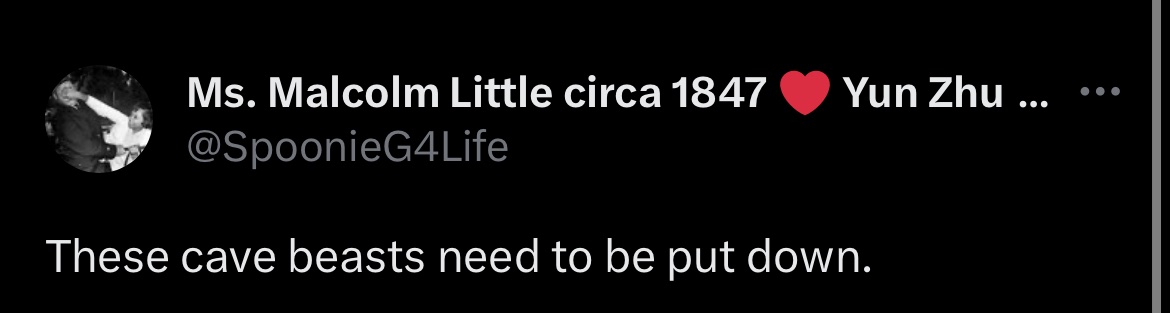 Ms. Malcolm Little circa 1847 ❤️ Yun Zhu ...
@SpoonieG4Life
These cave beasts need to be put down.